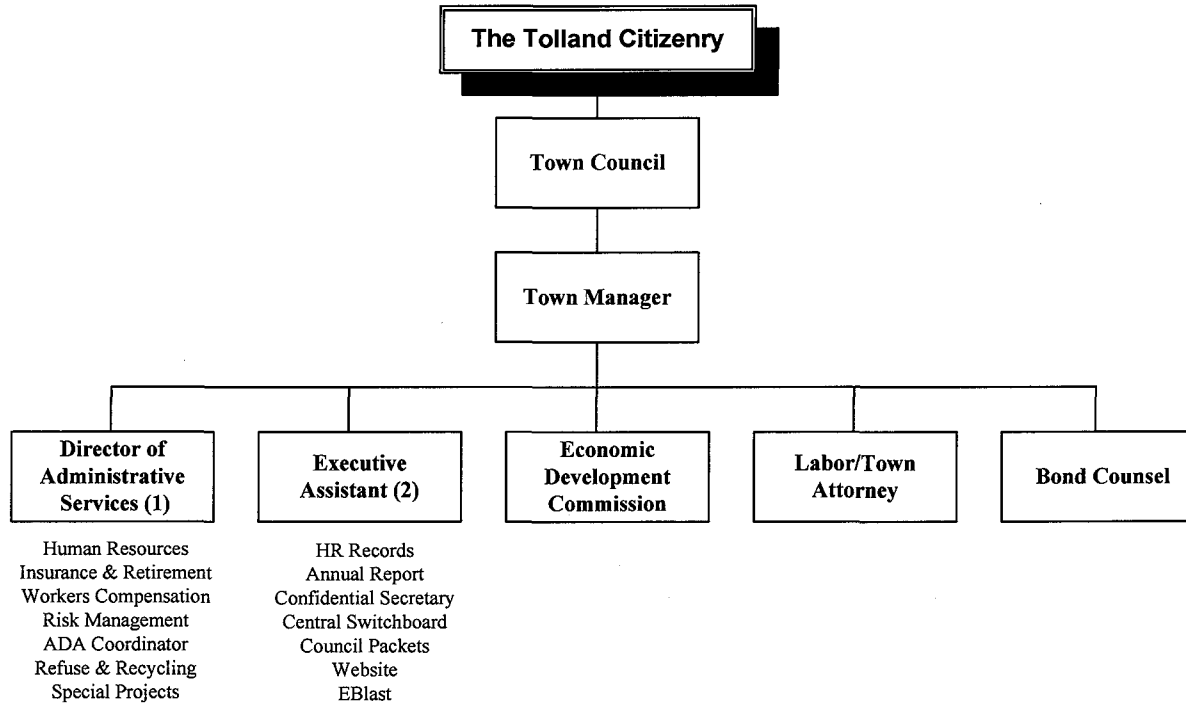 The Tolland Citizenry
Town Council
Town Manager
Director of
Administrative
Services (1)
Executive
Assistant (2)
Economic
Development
Commission
Labor/Town
Attorney
Bond Counsel
Human Resources
Insurance & Retirement
Workers Compensation
Risk Management
ADA Coordinator
Refuse & Recycling
Special Projects
HR Records
Annual Report
Confidential Secretary
Central Switchboard
Council Packets
Website
EBlast